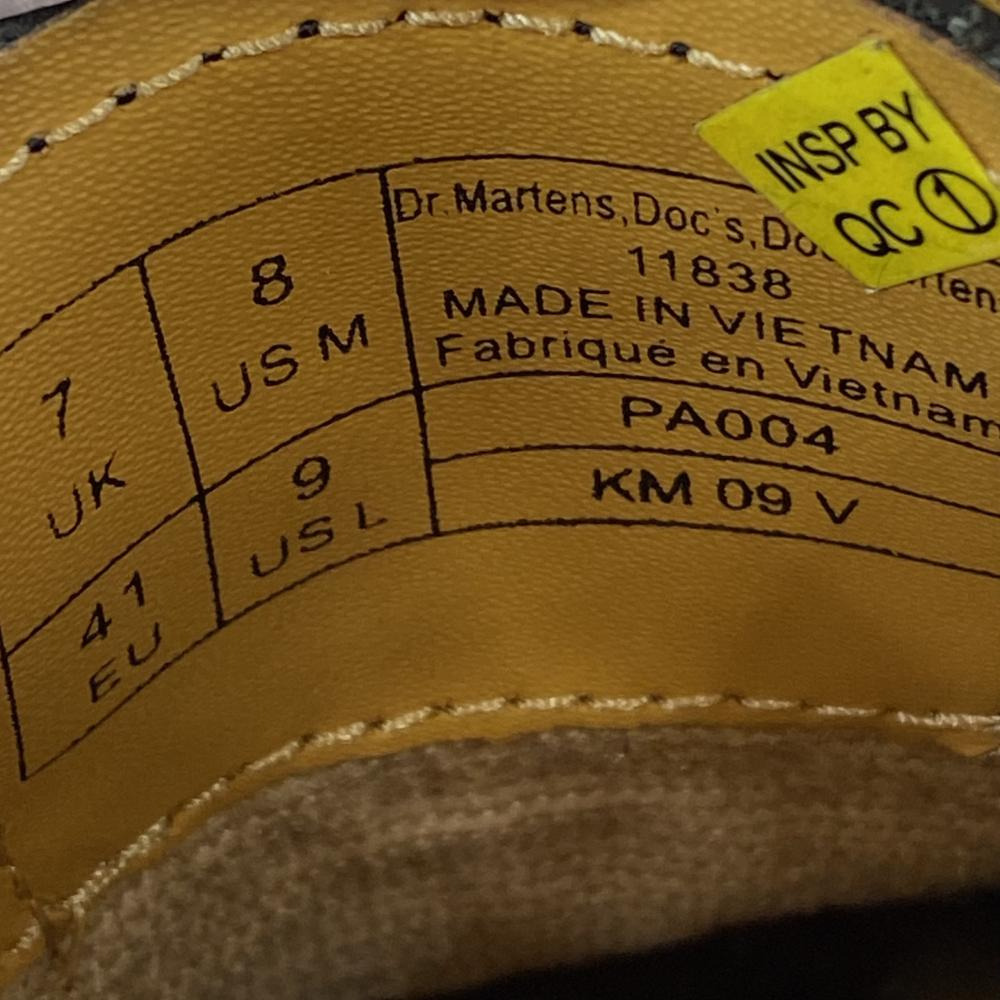 7
UK
8
US M
41
EU
9
US L
Dr. Martens, Doc's,
11838
MADE IN VIETNAM
Fabriqué en Vietnam
PA004
KM 09 V
INSP BY
QC 1